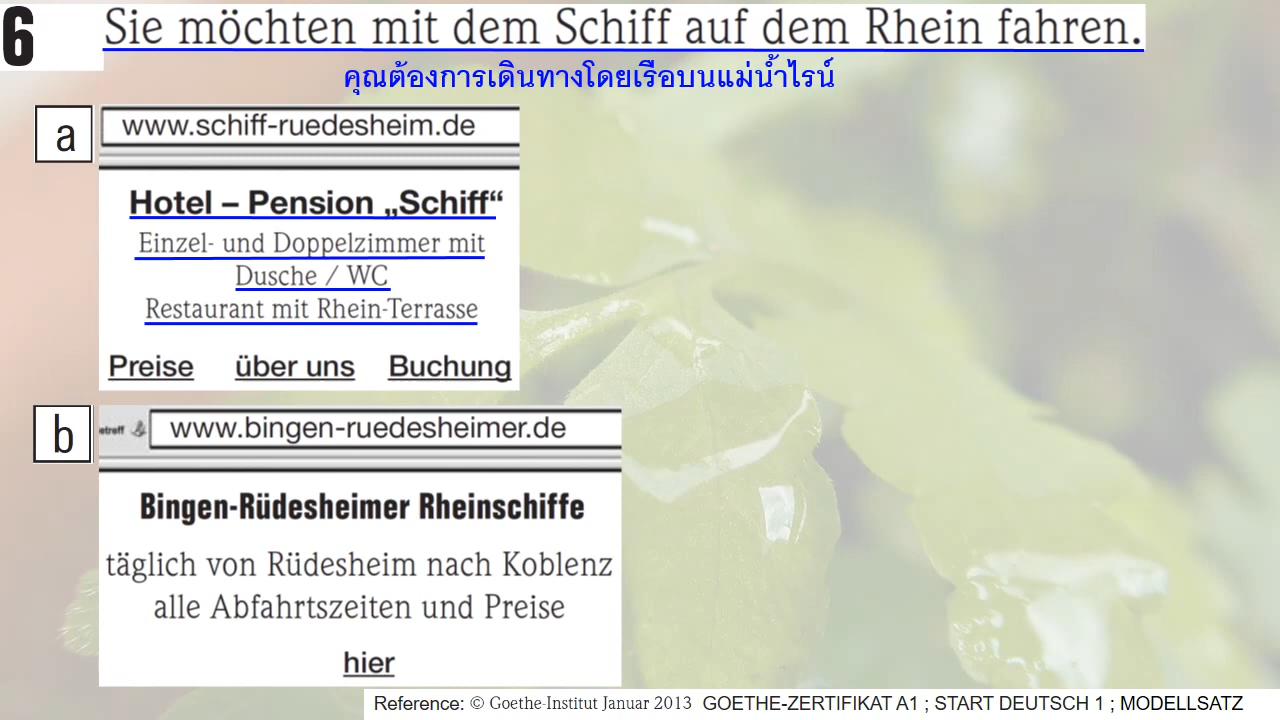 6
Sie möchten mit dem Schiff auf dem Rhein fahren.
คุณต้องการเดินทางโดยเรือบนแม่น้ำไรน์
a
www.schiff-ruedesheim.de
Hotel – Pension „Schiff“
Einzel- und Doppelzimmer mit
Dusche / WC
Restaurant mit Rhein-Terrasse
Preise über uns Buchung
b
etreff www.bingen-ruedesheimer.de
Bingen-Rüdesheimer Rheinschiffe
täglich von Rüdesheim nach Koblenz
alle Abfahrtszeiten und Preise
hier
Reference: © Goethe-Institut Januar 2013 GOETHE-ZERTIFIKAT A1 ; START DEUTSCH 1 ; MODELLSATZ